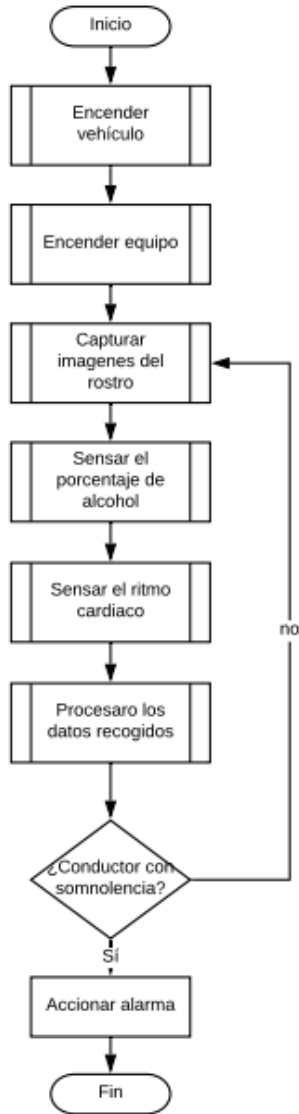 Inicio
Encender
vehículo
Encender equipo
Capturar
imagenes del
rostro
Sensar el
porcentaje de
alcohol
Sensar el ritmo
cardiaco
Procesaro los
datos recogidos
¿Conductor con
somnolencia?
no
Sí
Accionar alarma
Fin